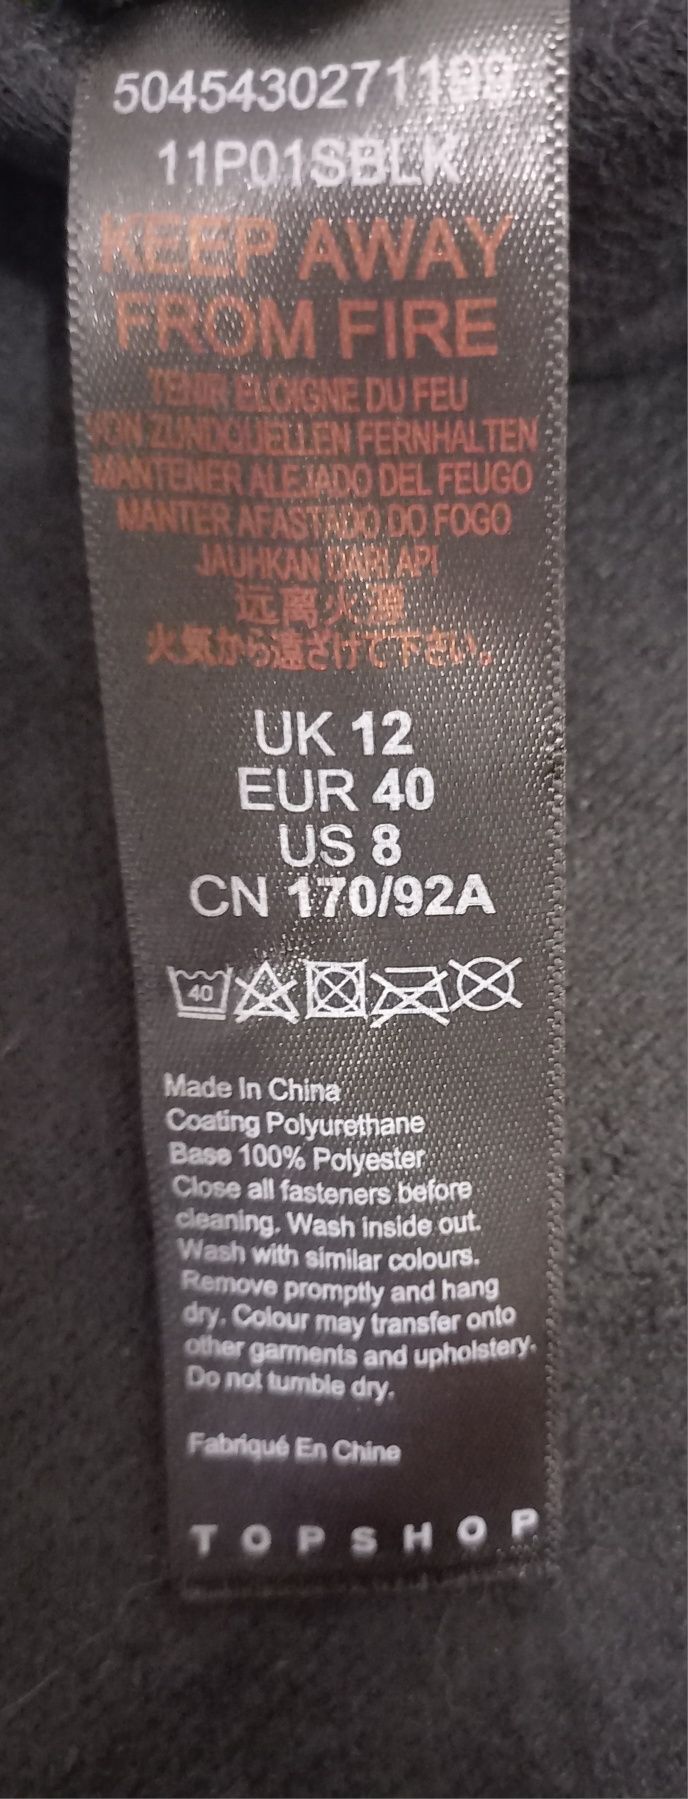 5045430271199
11P01SBLK
KEEP AWAY
FROM FIRE
TENIR ELOIGNE DU FEU
VON ZUNDQUELLEN FERNHALTEN
MANTENER ALEJADO DEL FEUGO
MANTER AFASTADO DO FOGO
JAUHKAN DARI API
远离火源
火気から遠ざけて下さい。
UK 12
EUR 40
US 8
CN 170/92A
40
Made In China
Coating Polyurethane
Base 100% Polyester
Close all fasteners before
cleaning. Wash inside out.
Wash with similar colours.
Remove promptly and hang
dry. Colour may transfer onto
other garments and upholstery.
Do not tumble dry.
Fabriqué En Chine
TOPSHOP